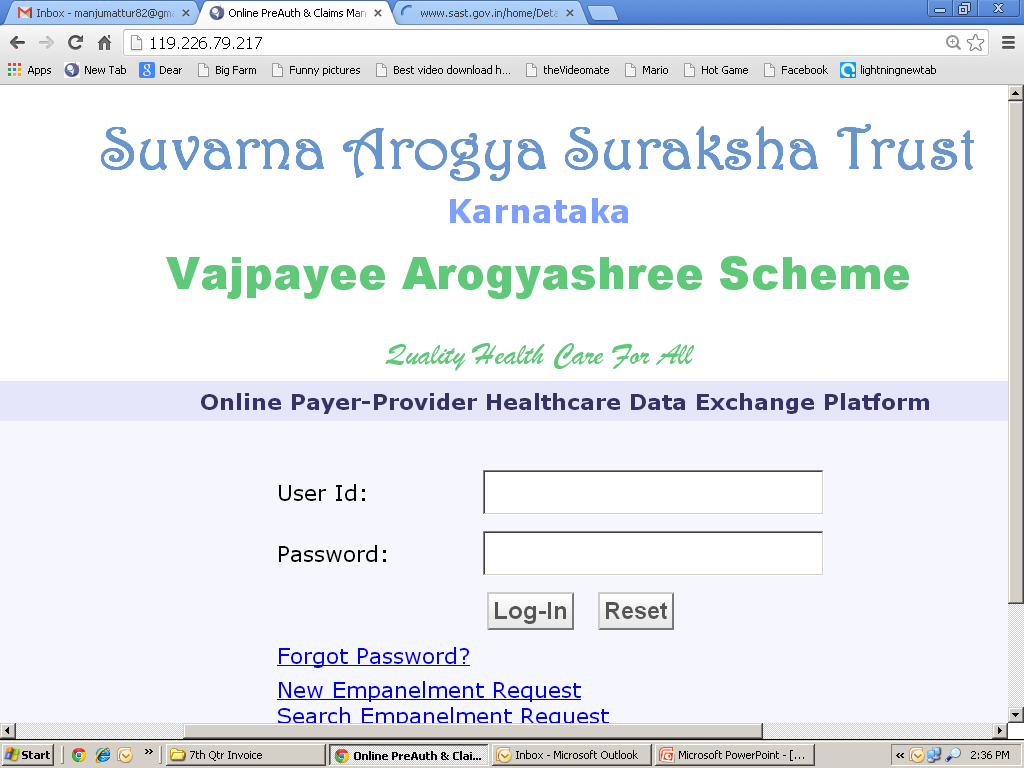 Inbox - manjumattur82@gm
Online PreAuth & Claims Man
www.sast.gov.in/home/Deta
119.226.79.217
Apps
New Tab
Dear
Big Farm
Funny pictures
Best video download h...
theVideomate
Mario
Hot Game
Facebook
lightningnewtab
Suvarna Arogya Suraksha Trust
Karnataka
Vajpayee Arogyashree Scheme
Quality Health Care For All
Online Payer-Provider Healthcare Data Exchange Platform
User Id:
Password:
Log-In
Reset
Forgot Password?
New Empanelment Request
Search Empanelment Request
Start
7th Qtr Invoice
Online PreAuth & Clai...
Inbox - Microsoft Outlook
Microsoft PowerPoint - [...
2:36 PM